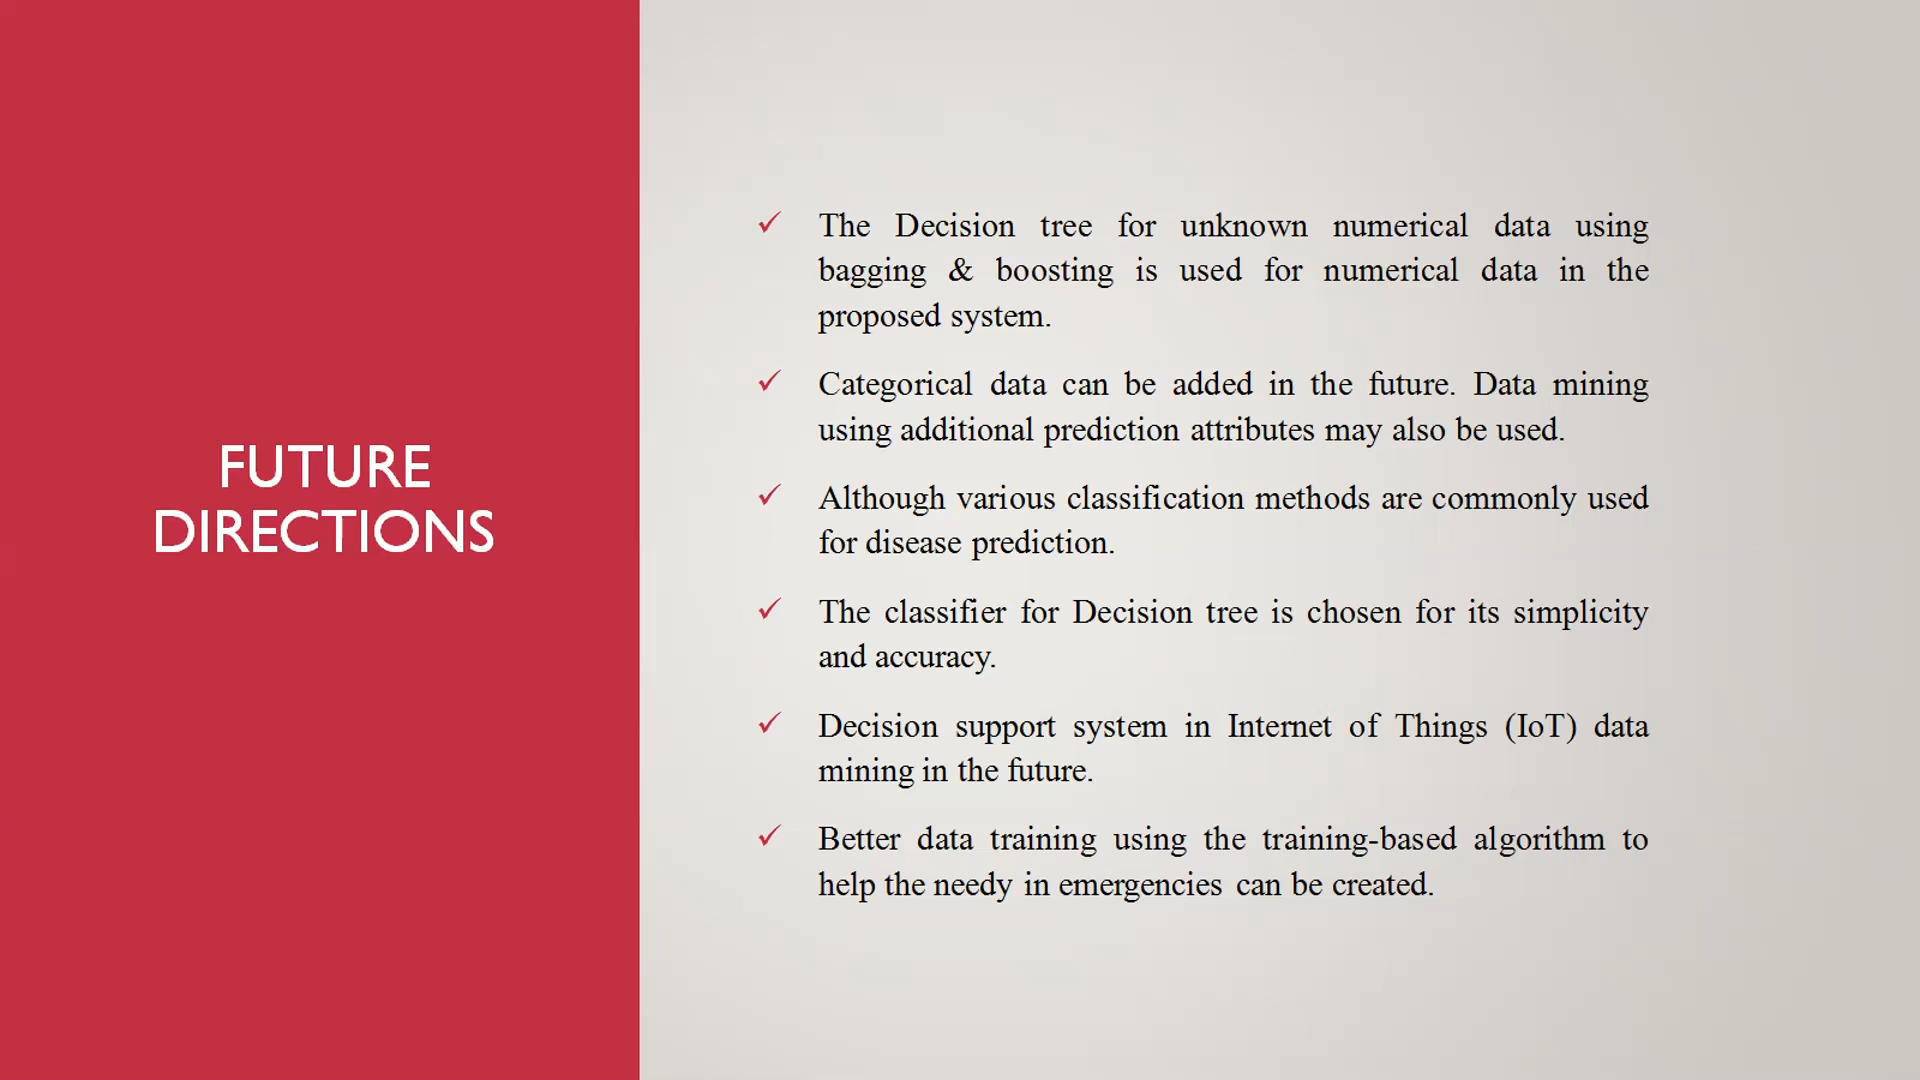 FUTURE
DIRECTIONS
The Decision tree for unknown numerical data using
bagging & boosting is used for numerical data in the
proposed system.
Categorical data can be added in the future. Data mining
using additional prediction attributes may also be used.
Although various classification methods are commonly used
for disease prediction.
The classifier for Decision tree is chosen for its simplicity
and accuracy.
Decision support system in Internet of Things (IoT) data
mining in the future.
Better data training using the training-based algorithm to
help the needy in emergencies can be created.